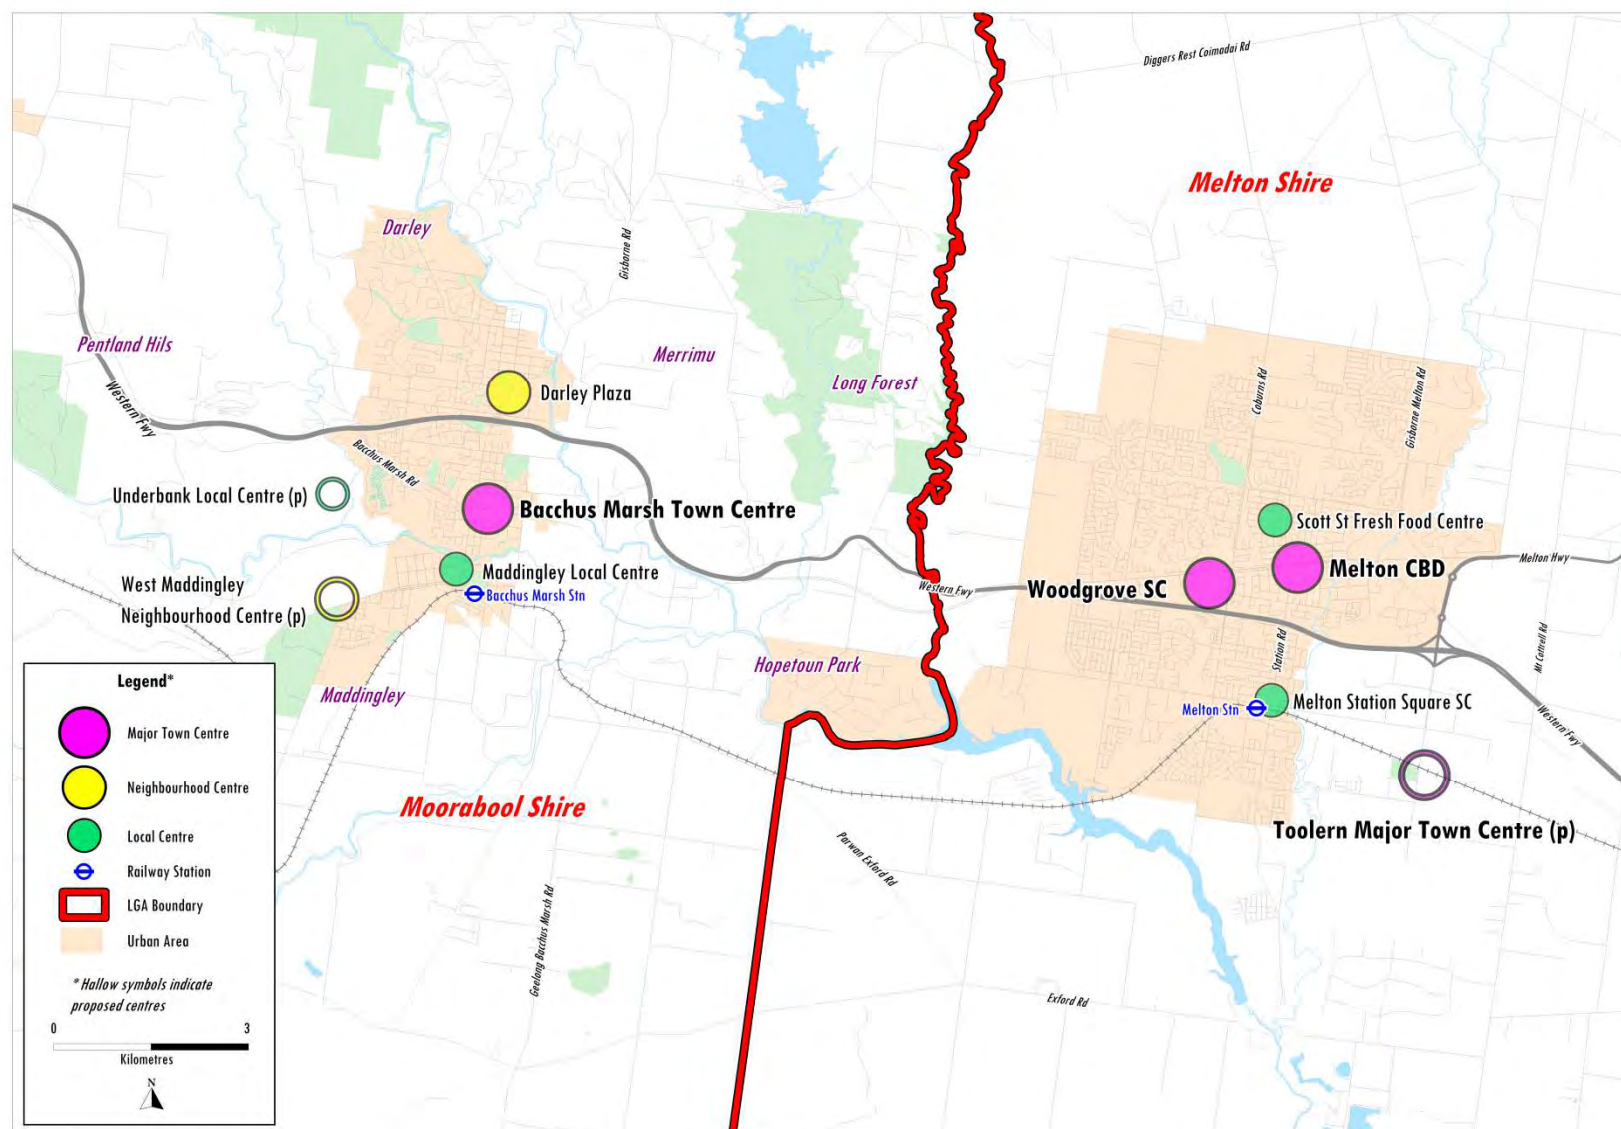 Diggers Rest Coimadai Rd
Melton Shire
Darley
Gisborne Rd
Pentland Hils
Merrimu
Long Forest
Coburns Rd
Gisborne Melton Rd
Western Fwy
Darley Plaza
Bacchus Marsh Rd
Underbank Local Centre (p)
Bacchus Marsh Town Centre
Scott St Fresh Food Centre
Maddingley Local Centre
Bacchus Marsh Stn
West Maddingley
Neighbourhood Centre (p)
Western Fwy
Woodgrove SC
Melton CBD
Melton Hwy
Station Rd
Mt Cottrell Rd
Hopetoun Park
Maddingley
Melton Stn
Melton Station Square SC
Western Fwy
Moorabool Shire
Toolern Major Town Centre (p)
Parwan Exford Rd
Geelong Bacchus Marsh Rd
Exford Rd
Legend*
Major Town Centre
Neighbourhood Centre
Local Centre
Railway Station
LGA Boundary
Urban Area
* Hallow symbols indicate
proposed centres
0 3
Kilometres
N